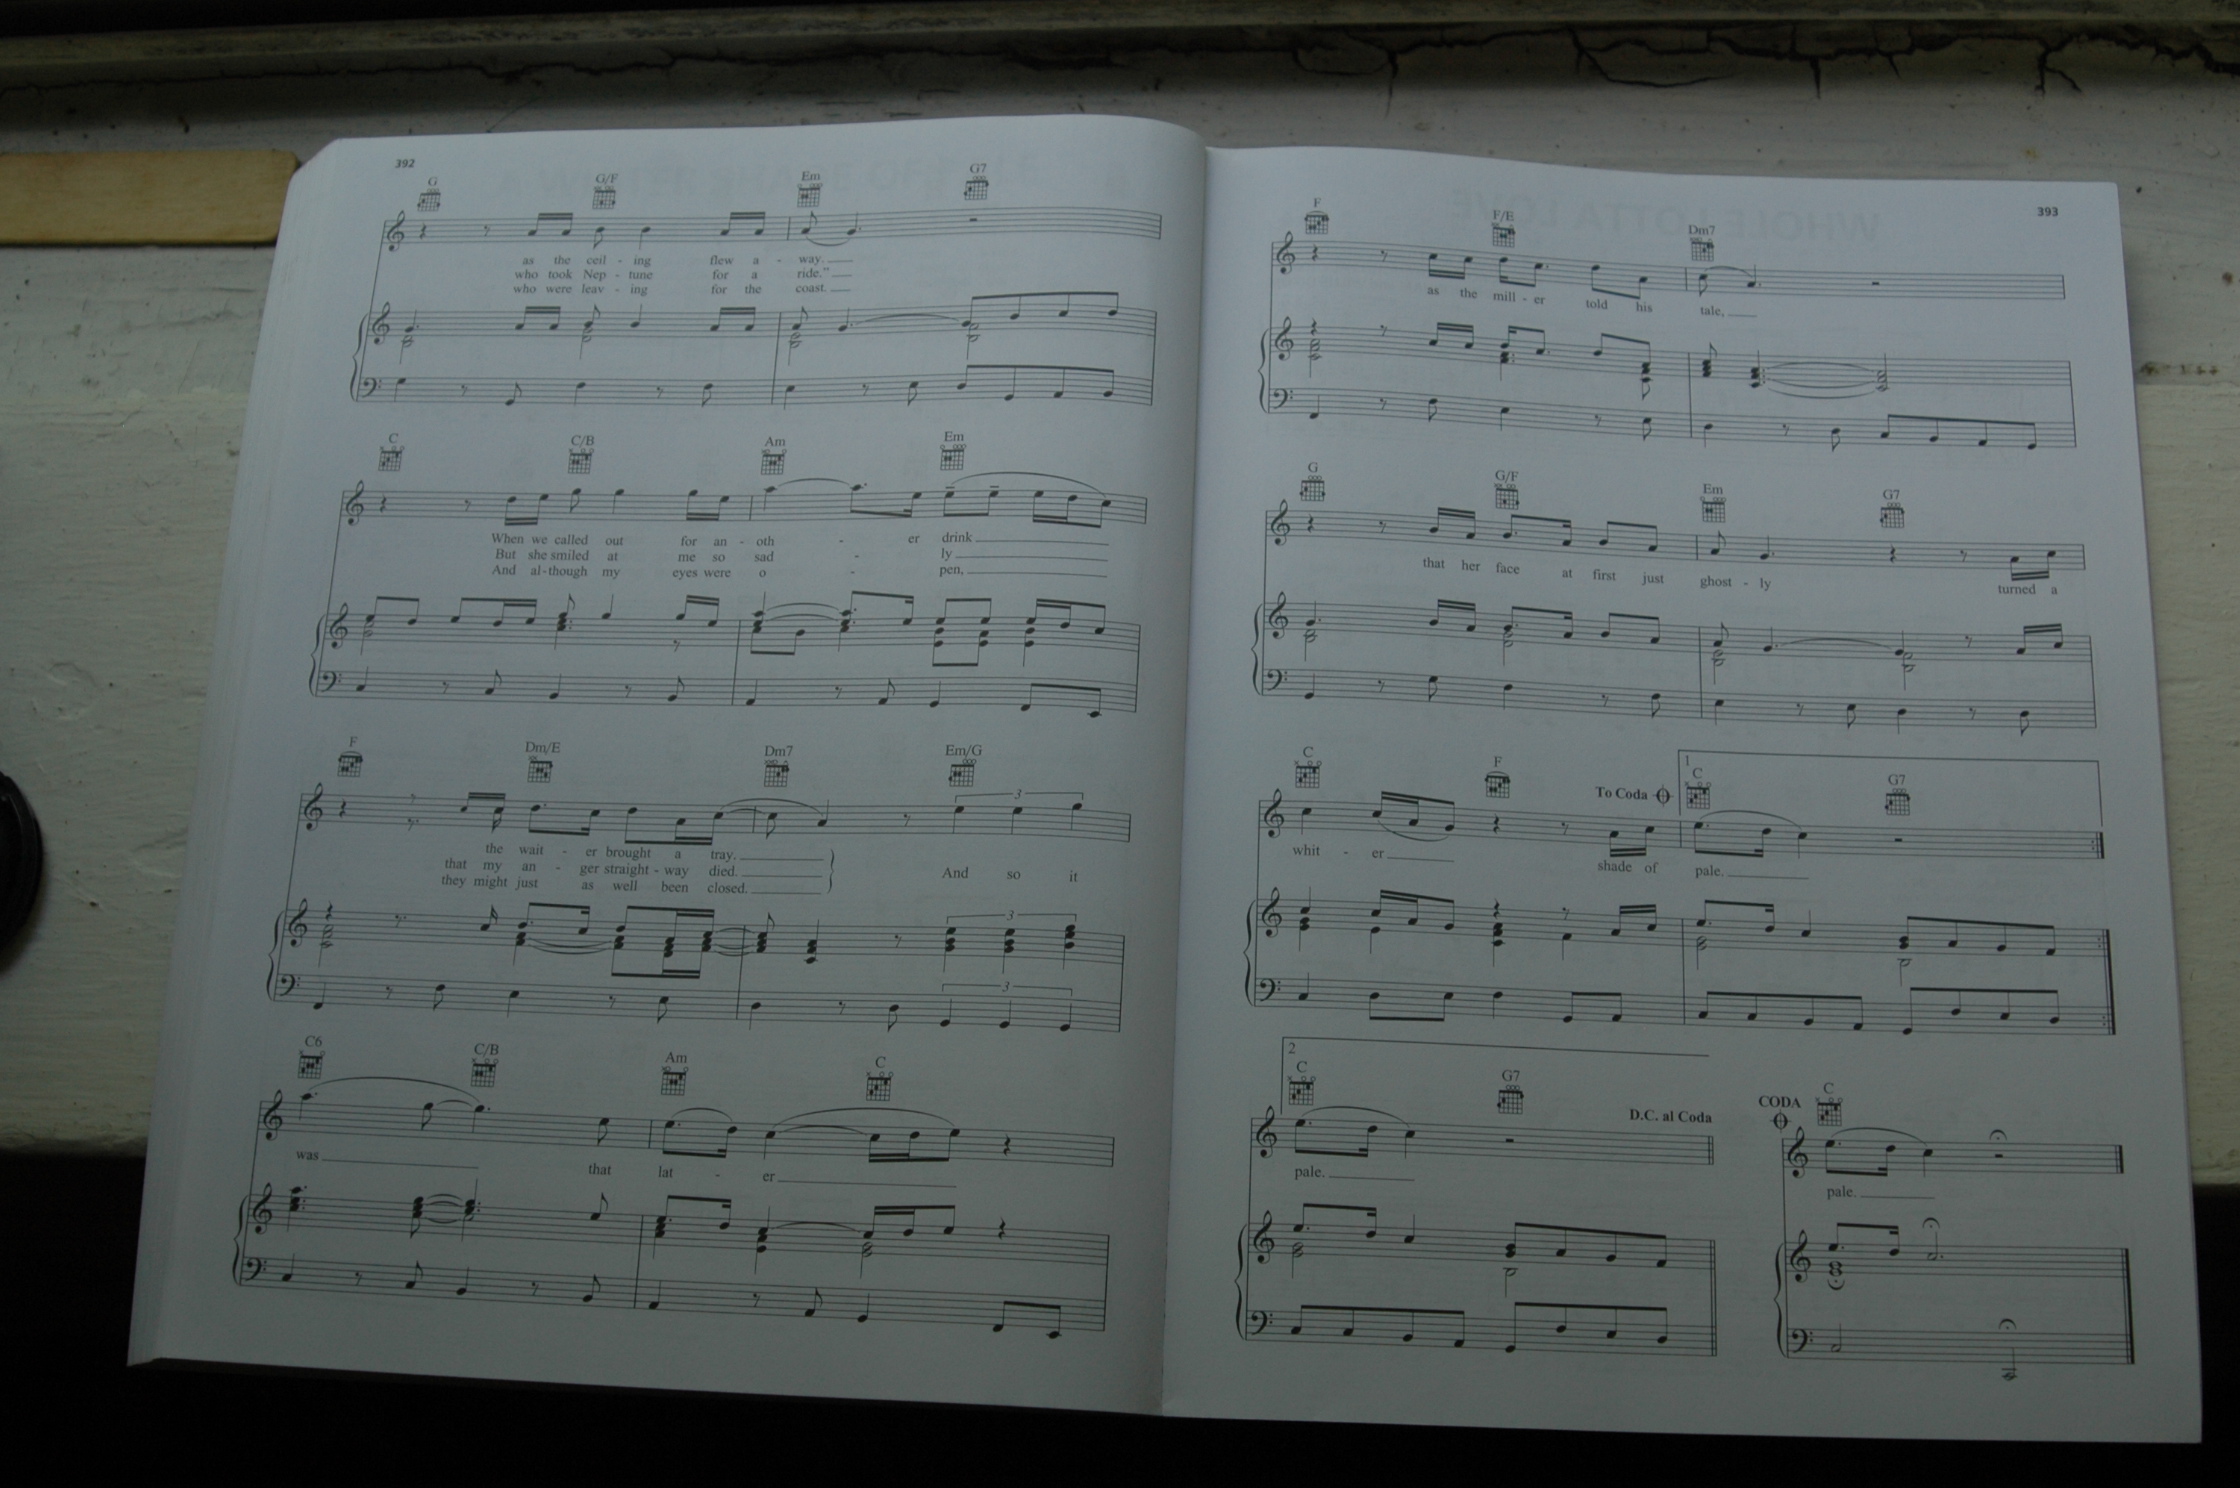 392
G G/F Em G7
as the ceil - ing flew a - way.
who took Nep - tune for a ride."
who were leav - ing for the coast.
C C/B Am Em
When we called out for an - oth - er drink
But she smiled at me so sad - ly
And al - though my eyes were o - pen,
F Dm/E Dm7 Em/G
3
the wait - er brought a tray.
that my an - ger straight - way died. And so it
they might just as well been closed.
3
3
C6 C/B Am C
was that lat - er
WHOLE LOTTA LOVE
393
F F/E Dm7
as the mill - er told his tale,
G G/F Em G7
that her face at first just ghost - ly turned a
C F To Coda 1 C G7
whit - er shade of pale.
2
C G7
D.C. al Coda
pale.
CODA C
pale.